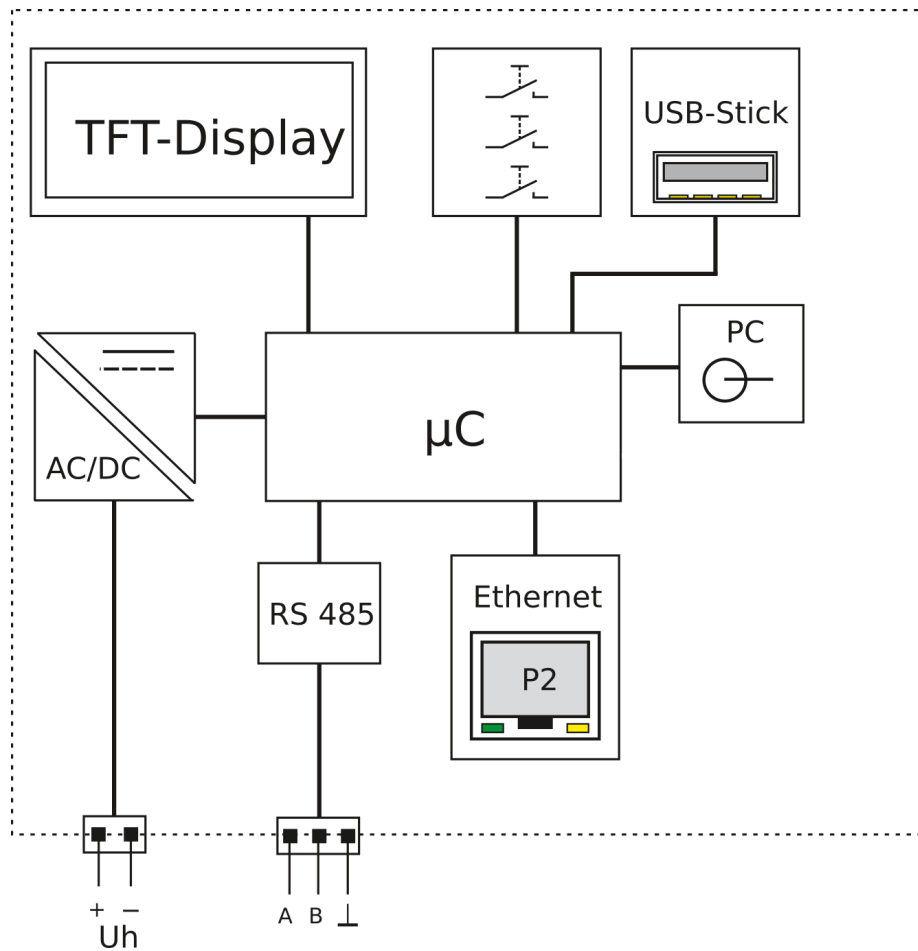 TFT-Display
USB-Stick
PC
µC
AC/DC
RS 485
Ethernet
P2
+ −
Uh
A B ⊥